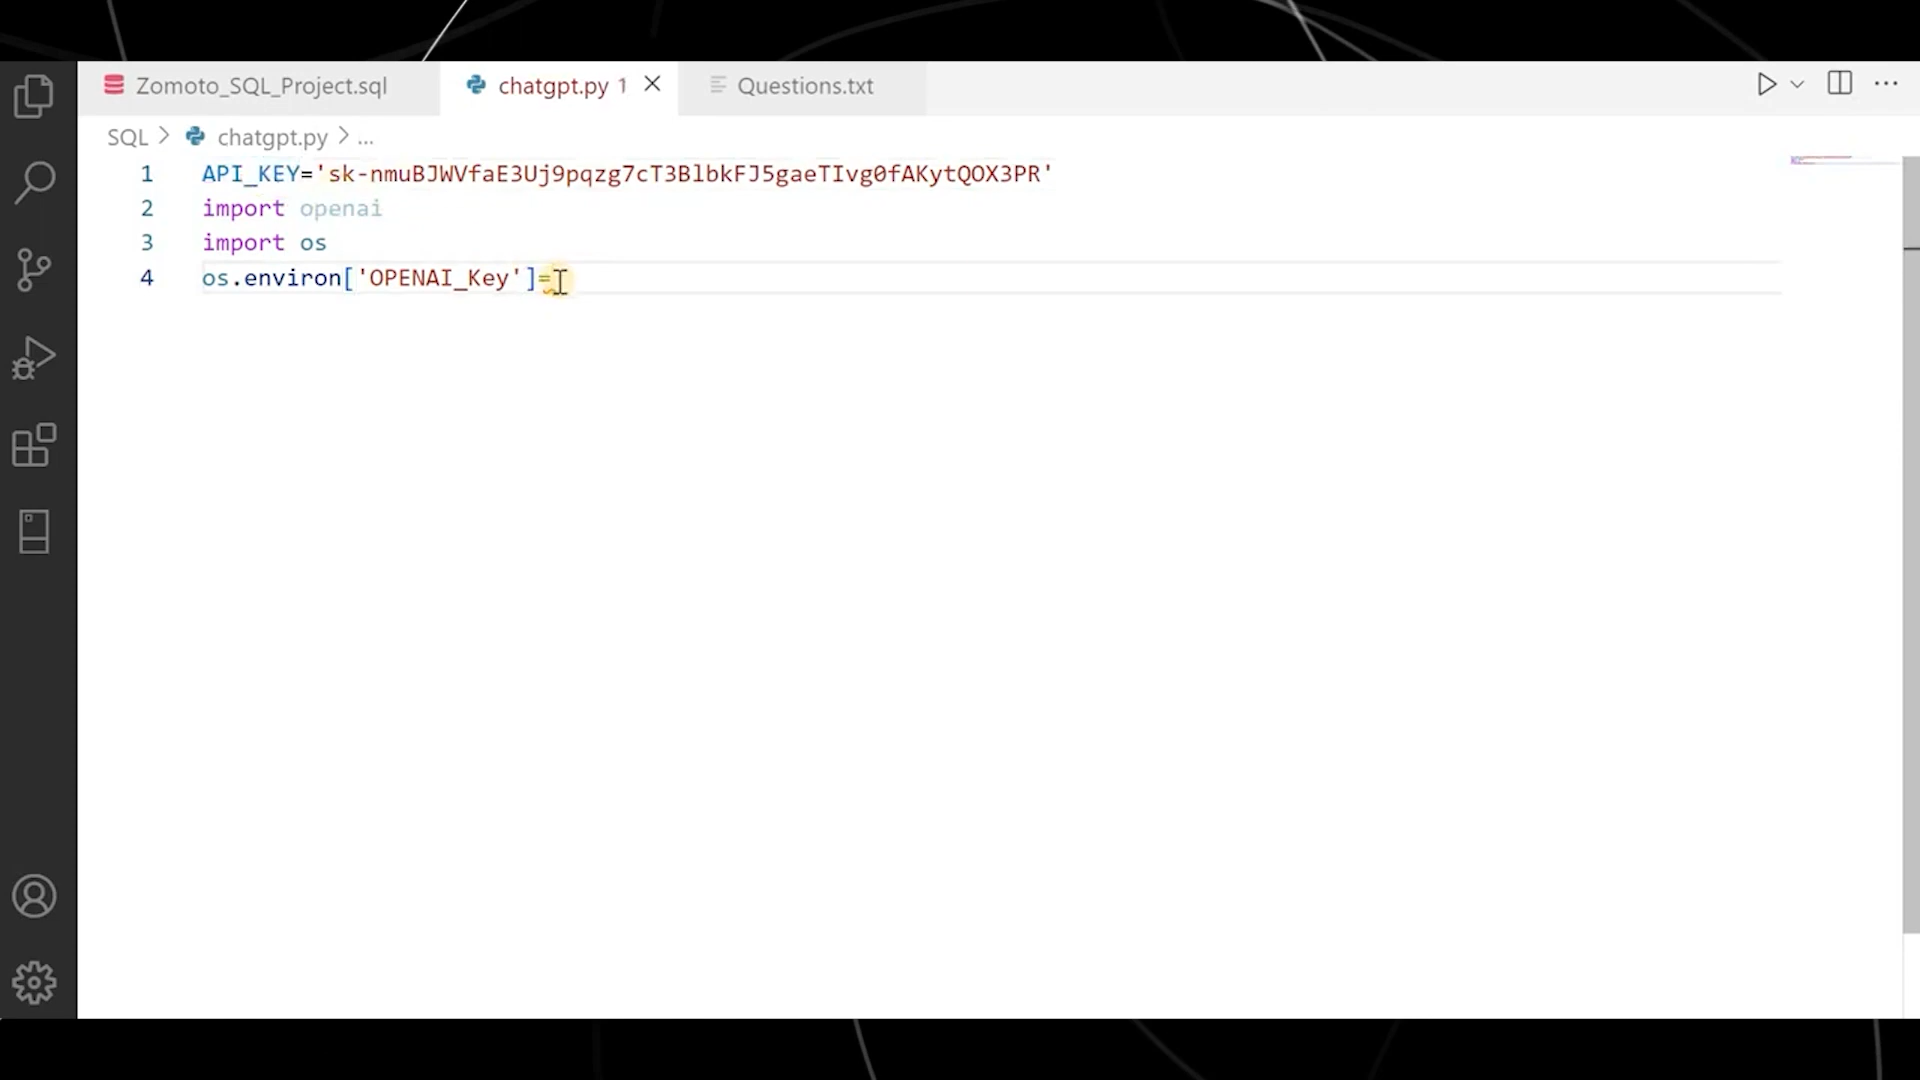 Zomoto_SQL_Project.sql
chatgpt.py 1
Questions.txt
SQL > chatgpt.py > ...
1 API_KEY='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'
2 import openai
3 import os
4 os.environ['OPENAI_Key']=